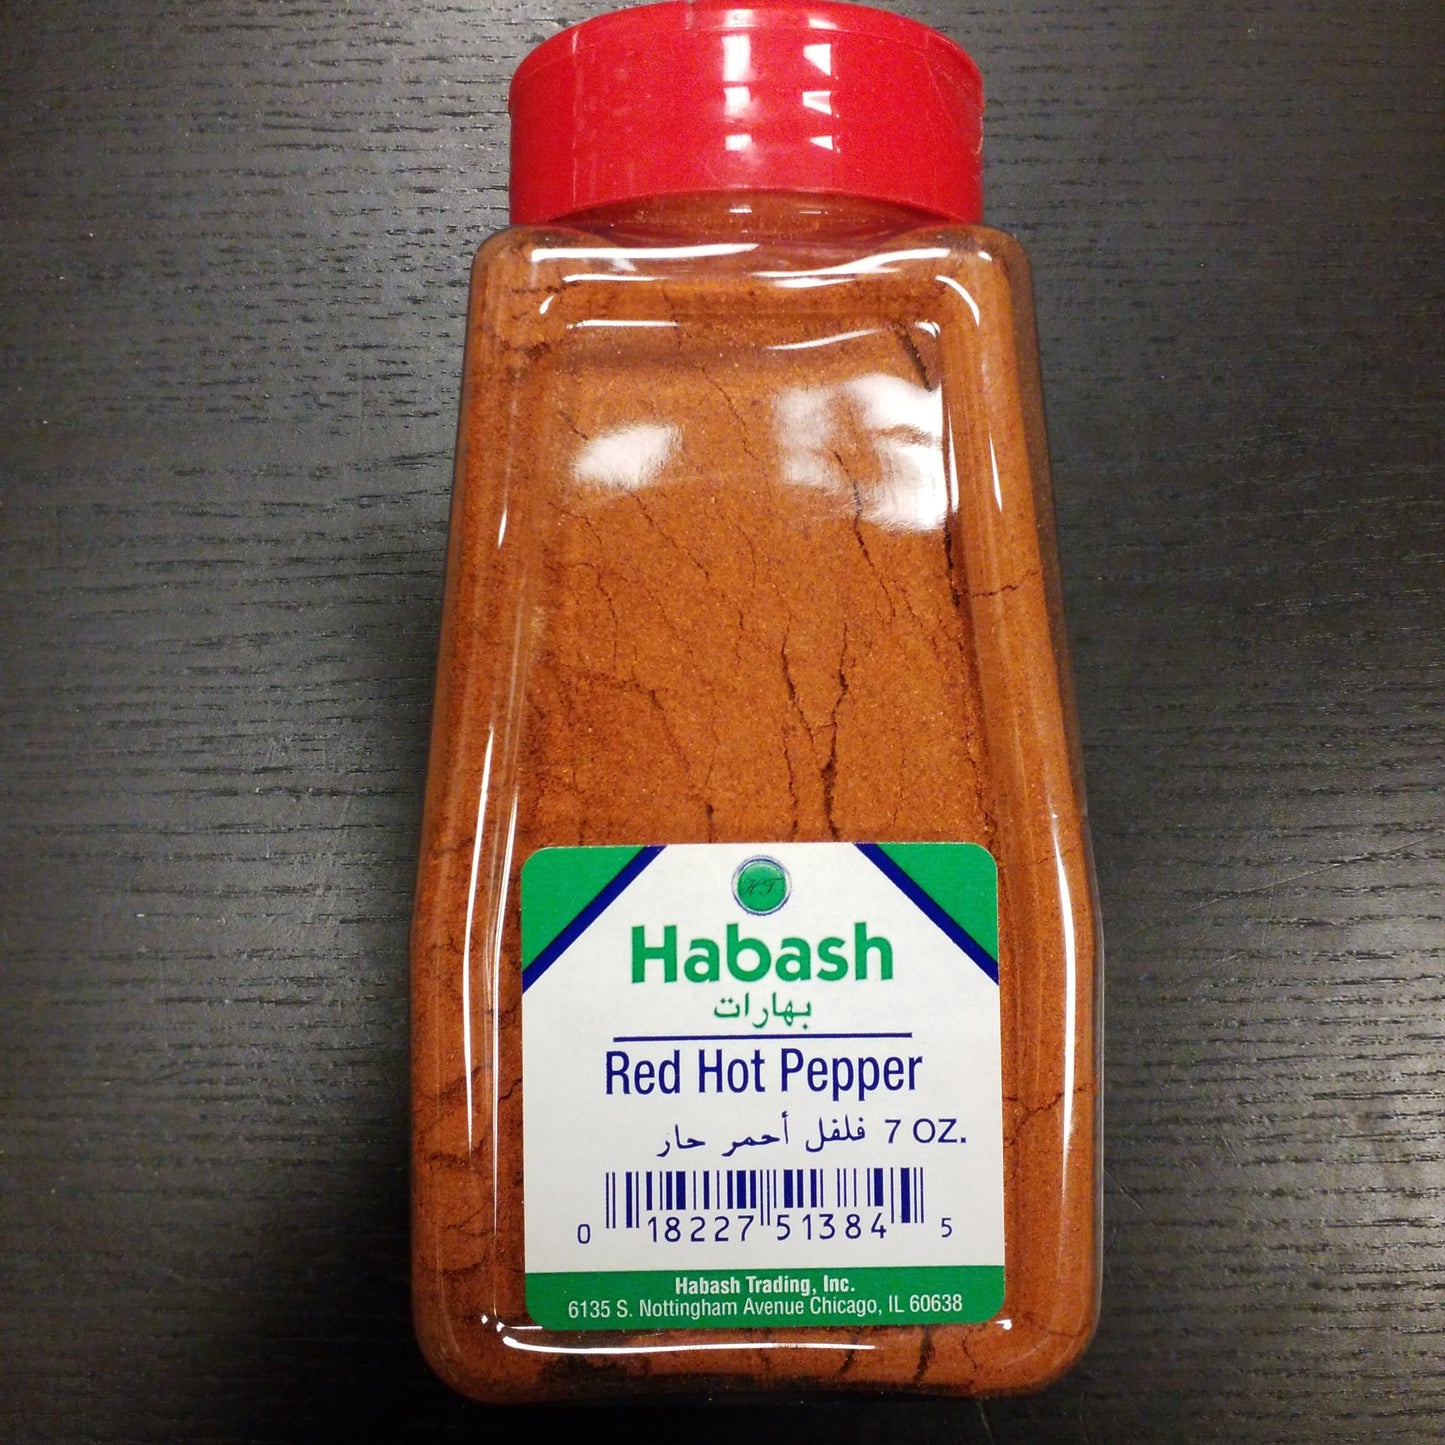 HT
Habash
بهارات
Red Hot Pepper
فلفل أحمر حار 7 OZ.
0 18227 51384 5
Habash Trading, Inc.
6135 S. Nottingham Avenue Chicago, IL 60638